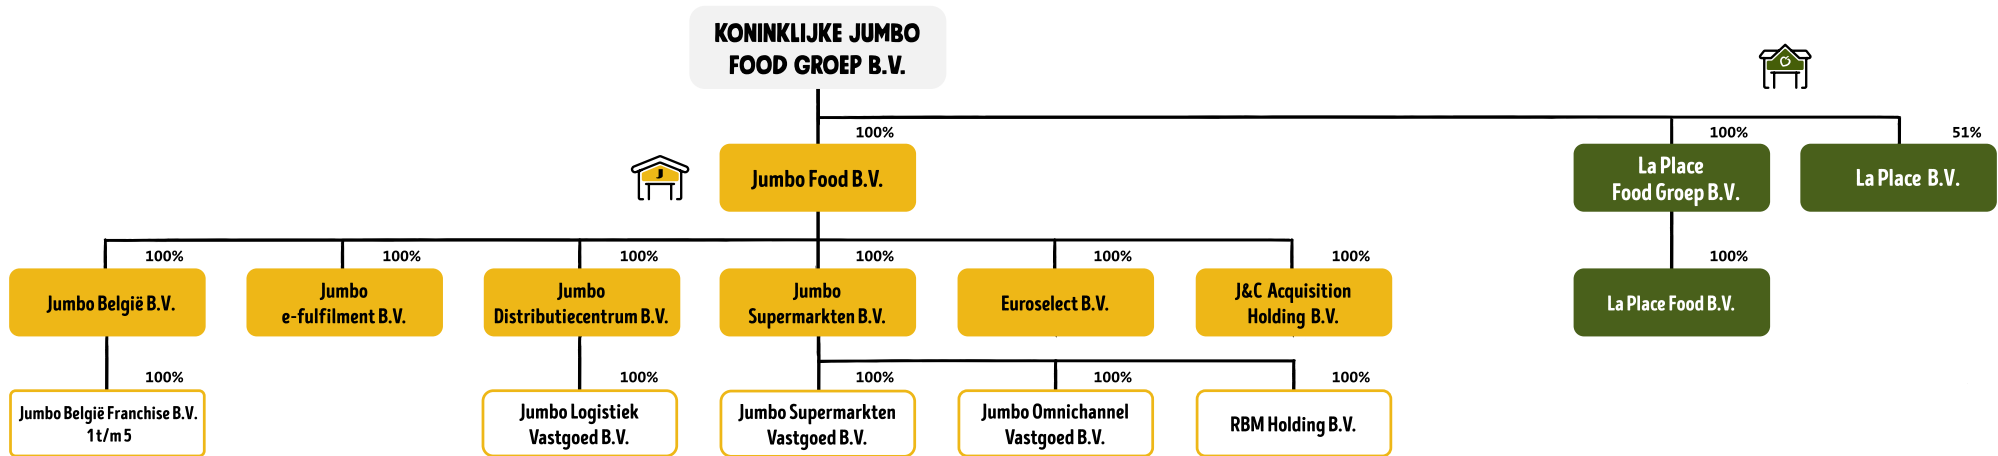 KONINKLIJKE JUMBO
FOOD GROEP B.V.
100%
100%
51%
J
Jumbo Food B.V.
La Place
Food Groep B.V.
La Place B.V.
100%
100%
100%
100%
100%
100%
100%
Jumbo België B.V.
Jumbo
e-fulfilment B.V.
Jumbo
Distributiecentrum B.V.
Jumbo
Supermarkten B.V.
Euroselect B.V.
J&C Acquisition
Holding B.V.
La Place Food B.V.
100%
100%
100%
100%
100%
Jumbo België Franchise B.V.
1 t/m 5
Jumbo Logistiek
Vastgoed B.V.
Jumbo Supermarkten
Vastgoed B.V.
Jumbo Omnichannel
Vastgoed B.V.
RBM Holding B.V.